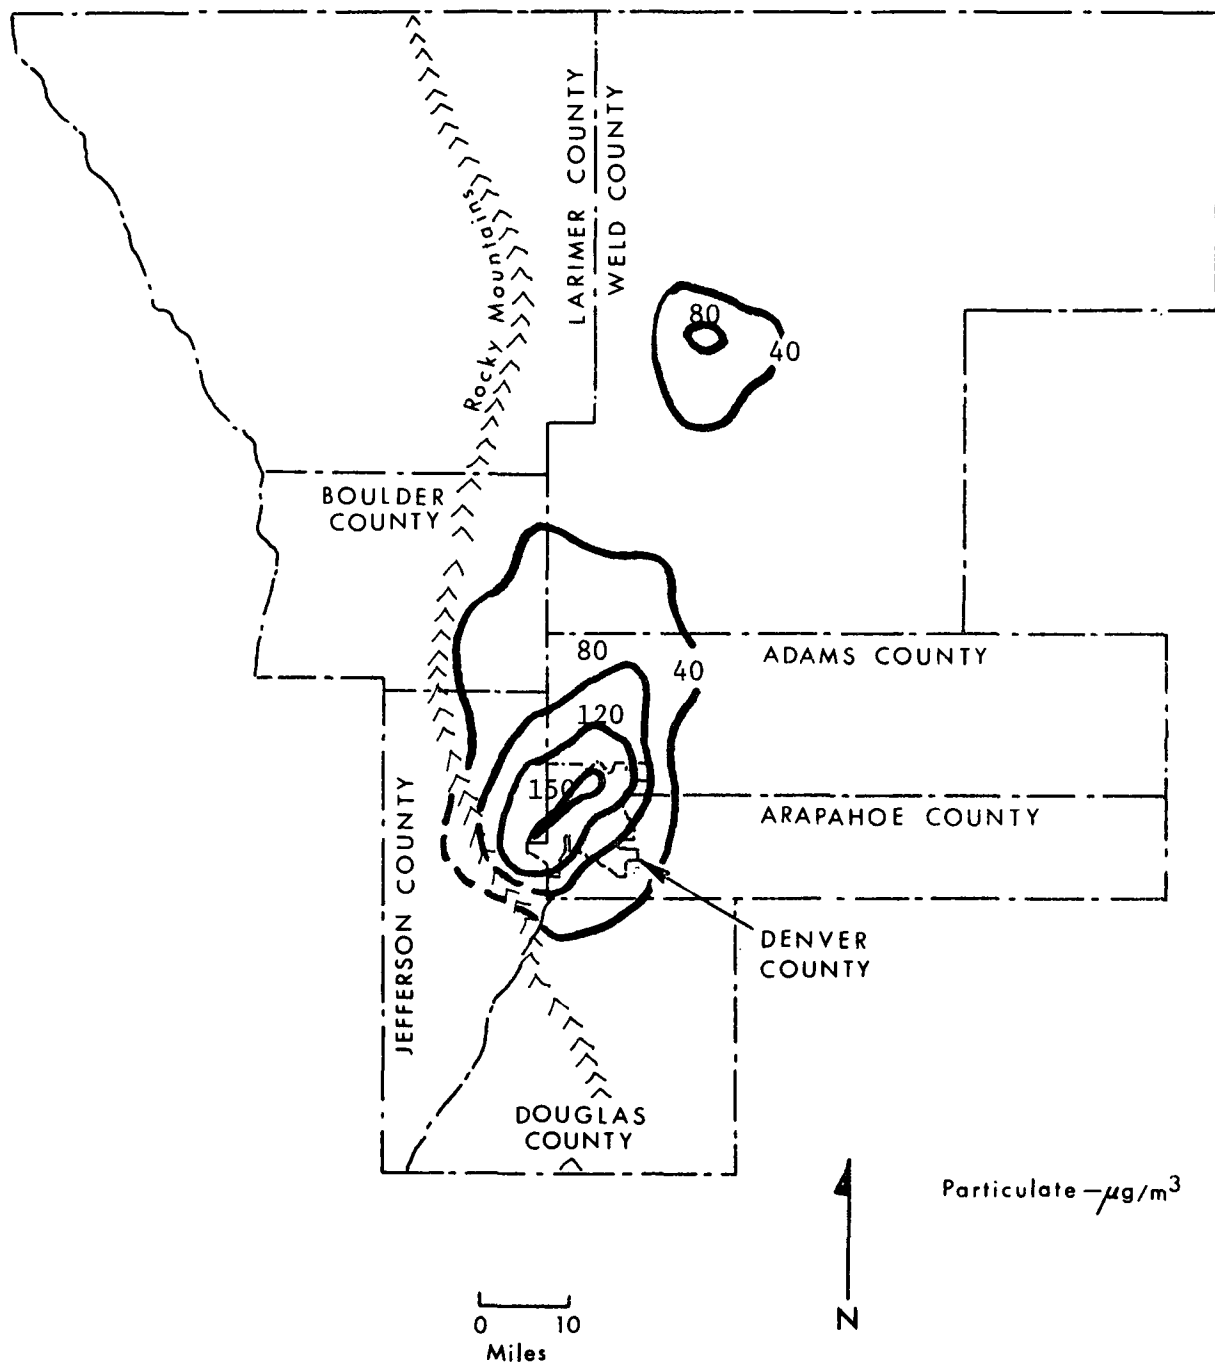 LARIMER COUNTY
WELD COUNTY
Rocky Mountains
80
40
BOULDER
COUNTY
80
40
ADAMS COUNTY
120
150
JEFFERSON COUNTY
ARAPAHOE COUNTY
DENVER
COUNTY
DOUGLAS
COUNTY
Particulate – μg/m³
N
0 10
Miles